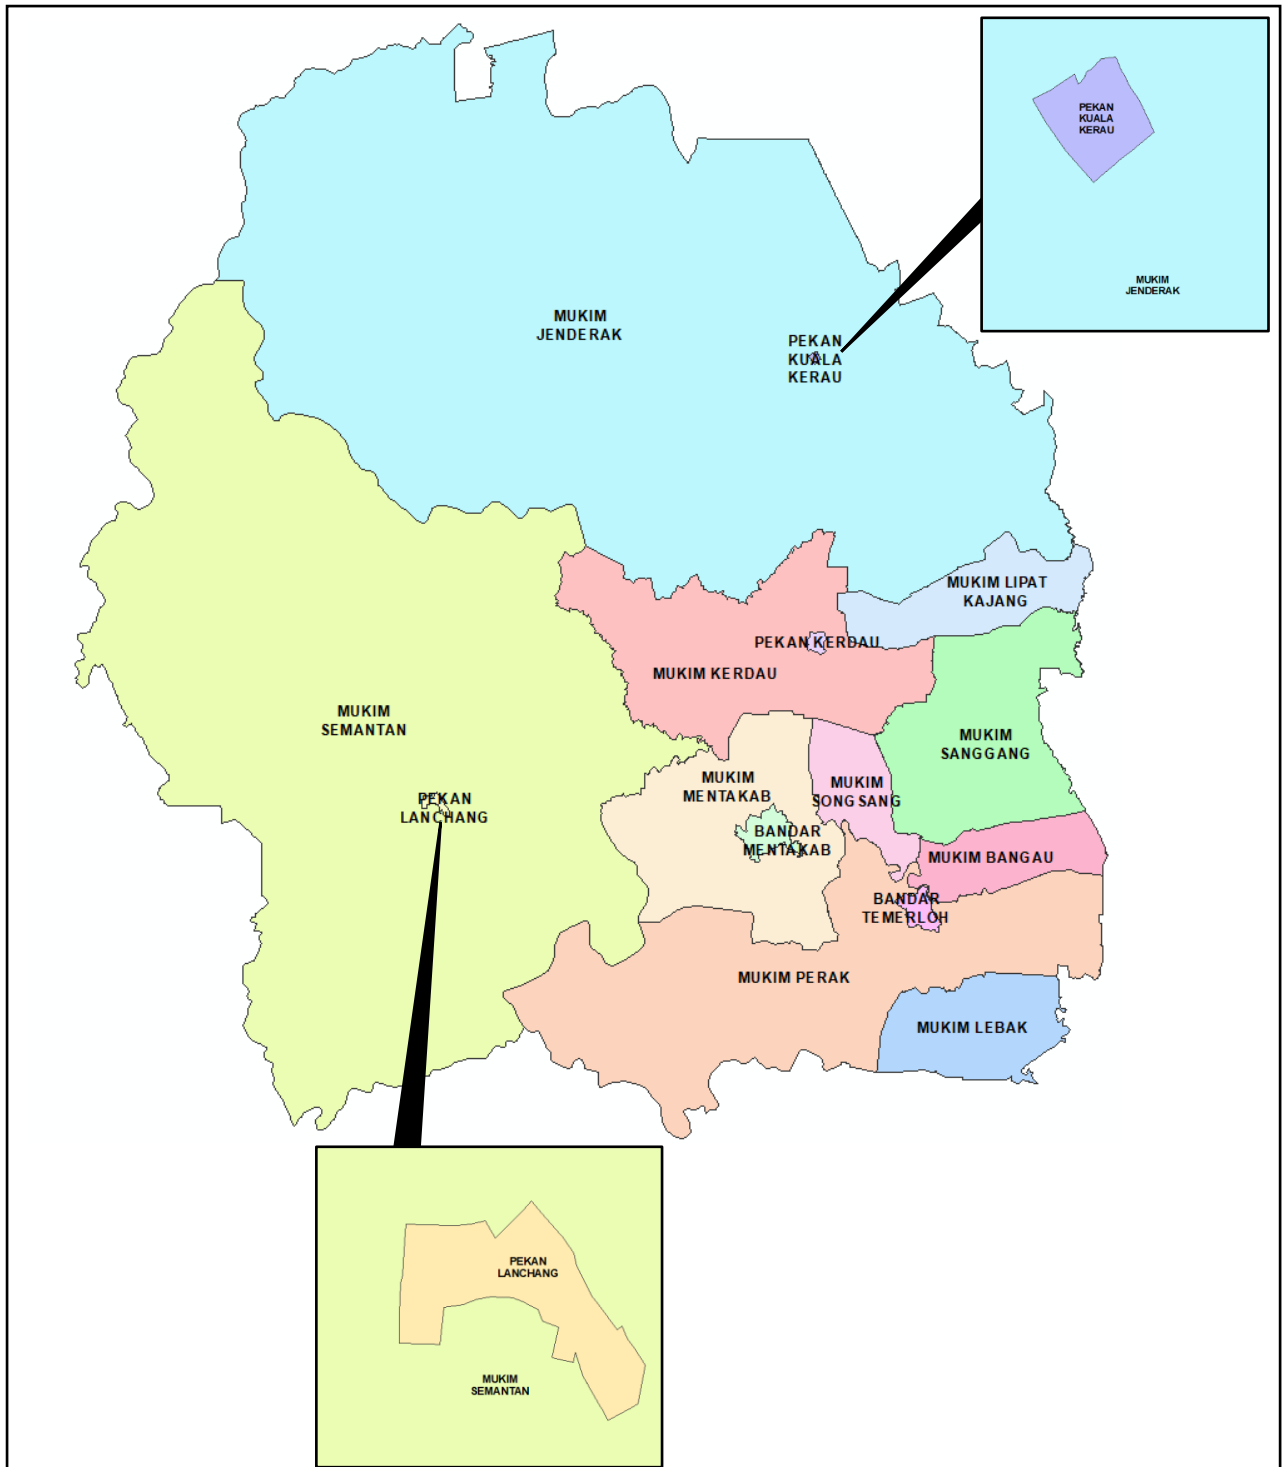 PEKAN
KUALA
KERAU
MUKIM
JENDERAK
MUKIM
JENDERAK
PEKAN
KUALA
KERAU
MUKIM LIPAT
KAJANG
PEKAN KERDAU
MUKIM KERDAU
MUKIM
SEMANTAN
MUKIM
SANGGANG
MUKIM
MENTAKAB
MUKIM
SONGSANG
PEKAN
LANCHANG
BANDAR
MENTAKAB
MUKIM BANGAU
BANDAR
TEMERLOH
MUKIM PERAK
MUKIM LEBAK
PEKAN
LANCHANG
MUKIM
SEMANTAN